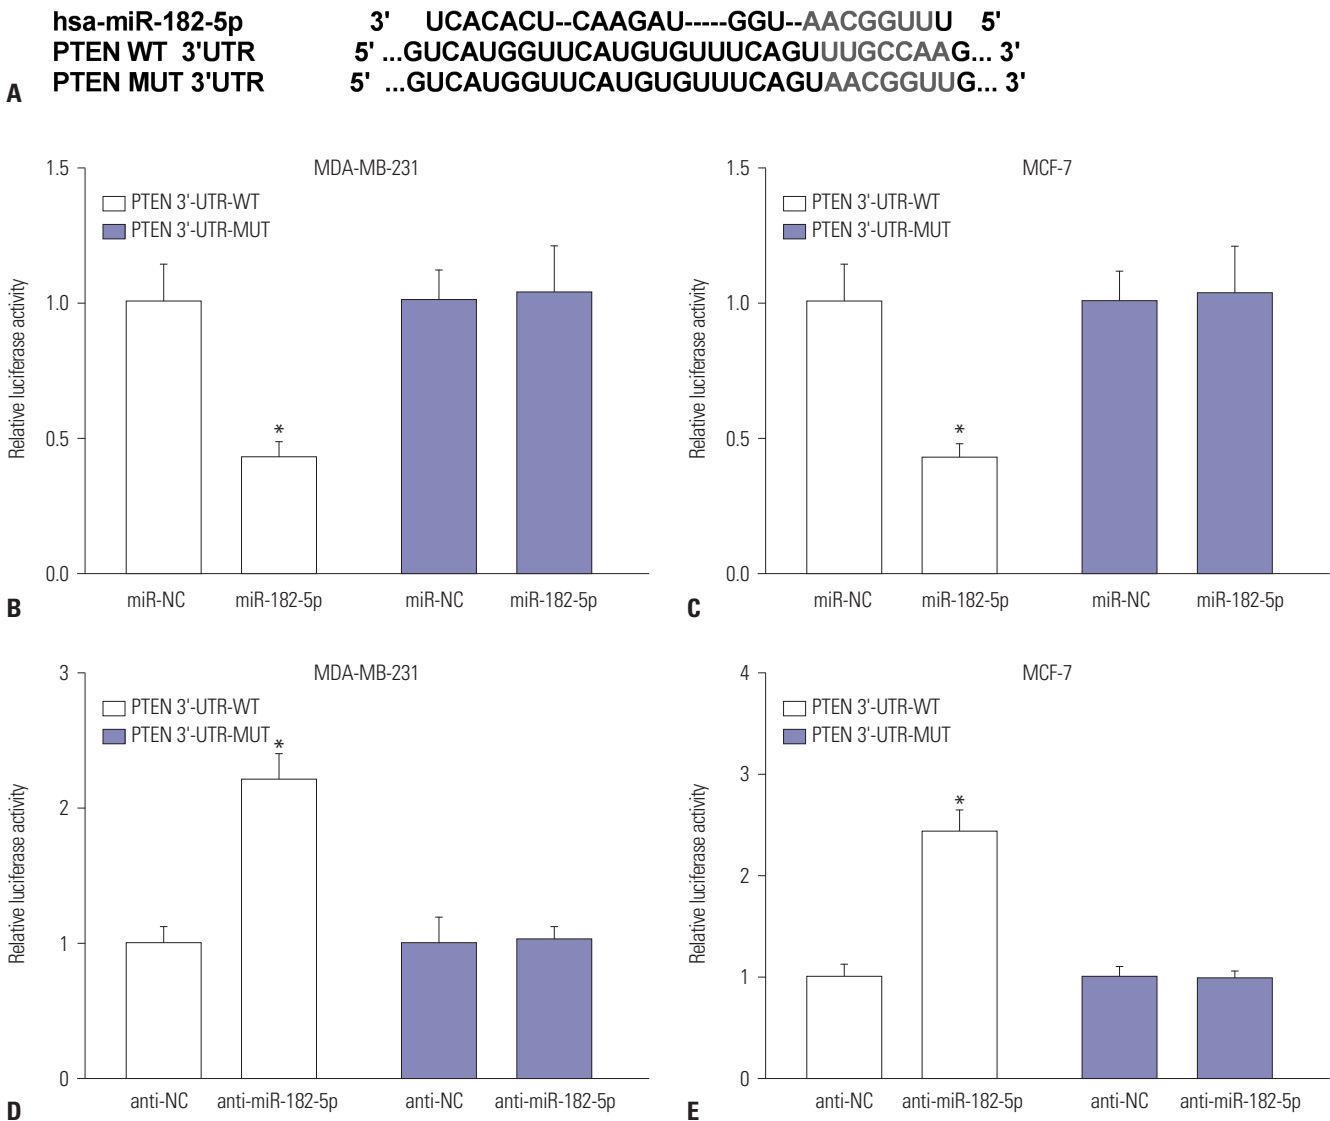 hsa-miR-182-5p 3' UCACACU--CAAGAU-----GGU--AACGGUUU 5'
PTEN WT 3'UTR 5' ...GUCAUGGUUCAUGUGUUUCAGUUUGCCAAG... 3'
PTEN MUT 3'UTR 5' ...GUCAUGGUUCAUGUGUUUCAGUAACGGUUG... 3'
A
MDA-MB-231
PTEN 3'-UTR-WT
PTEN 3'-UTR-MUT
Relative luciferase activity
1.5
1.0
0.5
0.0
*
miR-NC miR-182-5p miR-NC miR-182-5p
B
MCF-7
PTEN 3'-UTR-WT
PTEN 3'-UTR-MUT
Relative luciferase activity
1.5
1.0
0.5
0.0
*
miR-NC miR-182-5p miR-NC miR-182-5p
C
MDA-MB-231
PTEN 3'-UTR-WT
PTEN 3'-UTR-MUT
Relative luciferase activity
3
2
1
0
*
anti-NC anti-miR-182-5p anti-NC anti-miR-182-5p
D
MCF-7
PTEN 3'-UTR-WT
PTEN 3'-UTR-MUT
Relative luciferase activity
4
3
2
1
0
*
anti-NC anti-miR-182-5p anti-NC anti-miR-182-5p
E